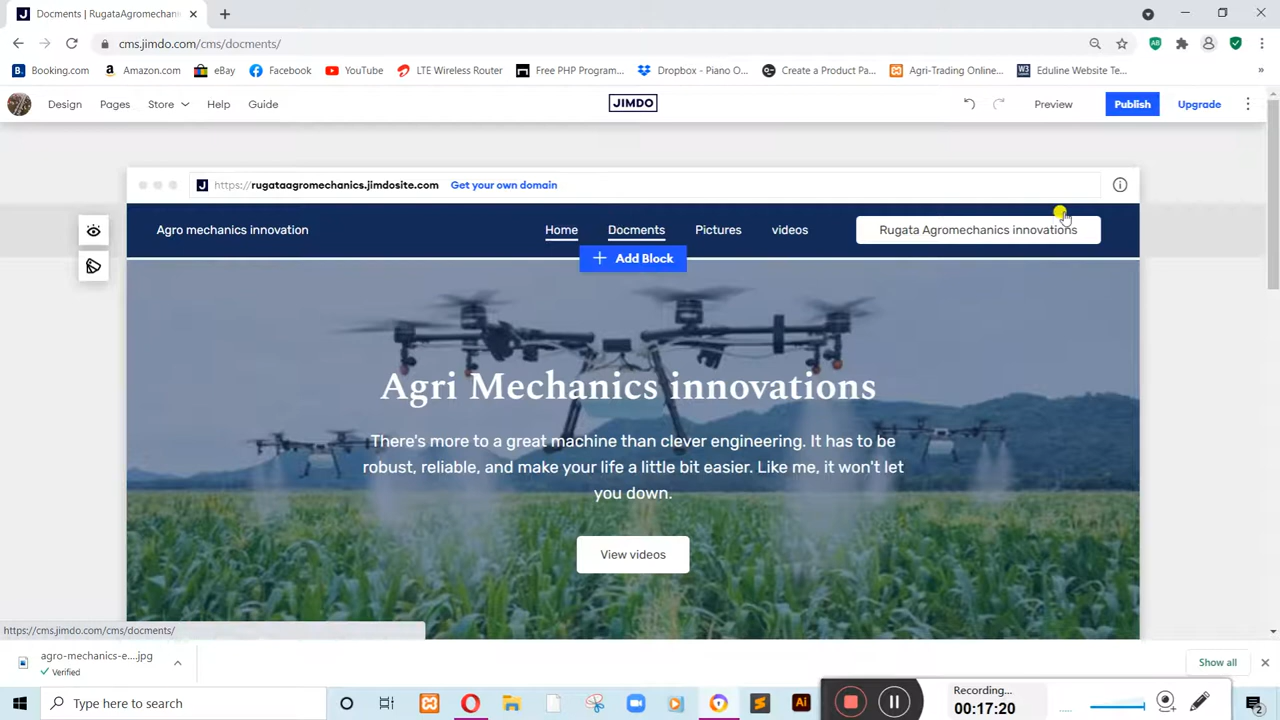 Docments | RugataAgromechani
cms.jimdo.com/cms/docments/
Booking.com
Amazon.com
eBay
Facebook
YouTube
LTE Wireless Router
Free PHP Program...
Dropbox - Piano O...
Create a Product Pa...
Agri-Trading Online...
Eduline Website Te...
»
Design
Pages
Store
Help
Guide
JIMDO
Preview
Publish
Upgrade
https://rugataagromechanics.jimdosite.com
Get your own domain
Agro mechanics innovation
Home
Docments
Pictures
videos
Rugata Agromechanics innovations
+ Add Block
Agri Mechanics innovations
There's more to a great machine than clever engineering. It has to be
robust, reliable, and make your life a little bit easier. Like me, it won't let
you down.
View videos
https://cms.jimdo.com/cms/docments/
agro-mechanics-e....jpg
Verified
Show all
Type here to search
Recording...
00:17:20
2